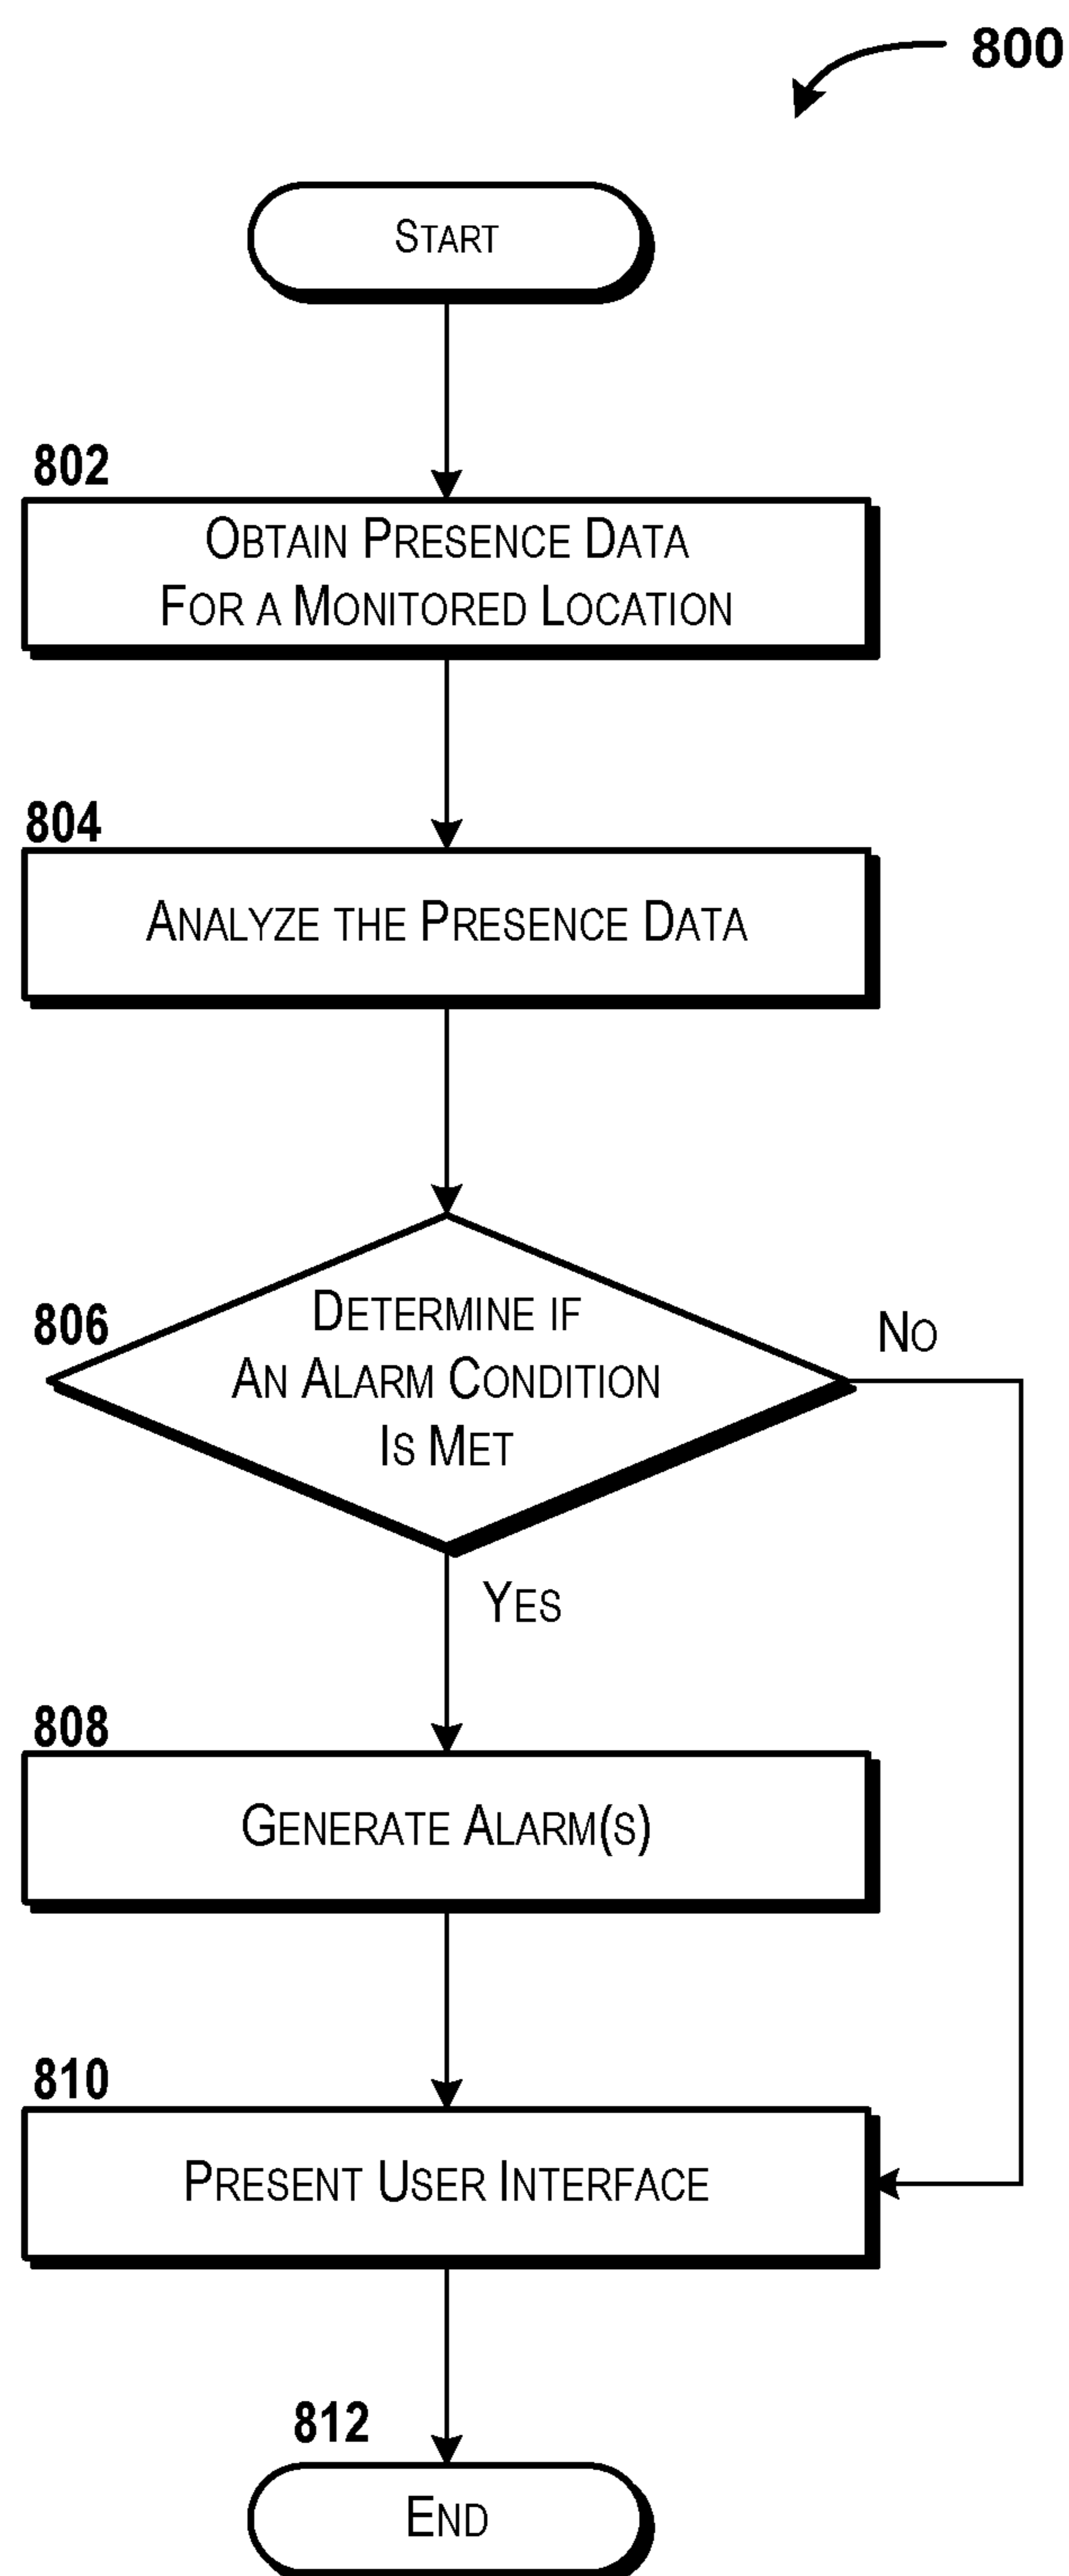 800
START
802
OBTAIN PRESENCE DATA
FOR A MONITORED LOCATION
804
ANALYZE THE PRESENCE DATA
806
DETERMINE IF
AN ALARM CONDITION
IS MET
NO
YES
808
GENERATE ALARM(S)
810
PRESENT USER INTERFACE
812
END